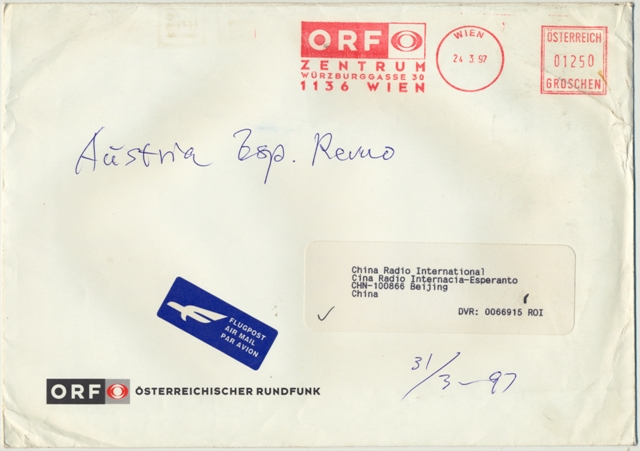 ORF
ZENTRUM
WÜRZBURGGASSE 30
1136 WIEN
WIEN
24 3.97
ÖSTERREICH
01250
GROSCHEN
Aŭstria Esp. Revuo
China Radio International
Cina Radio Internacia-Esperanto
CHN-100866 Beijing
China
DVR: 0066915 ROI
FLUGPOST
AIR MAIL
PAR AVION
31/3-97
ORF ÖSTERREICHISCHER RUNDFUNK